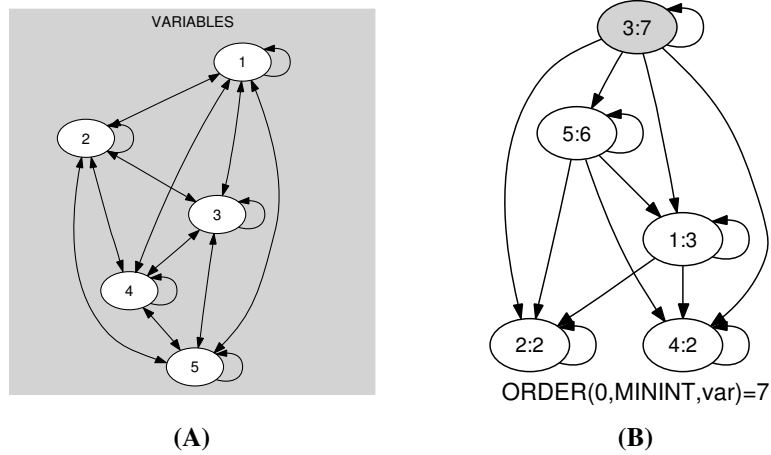 VARIABLES
1
2
3
4
5
(A)
3:7
5:6
1:3
2:2
4:2
ORDER(0,MININT,var)=7
(B)